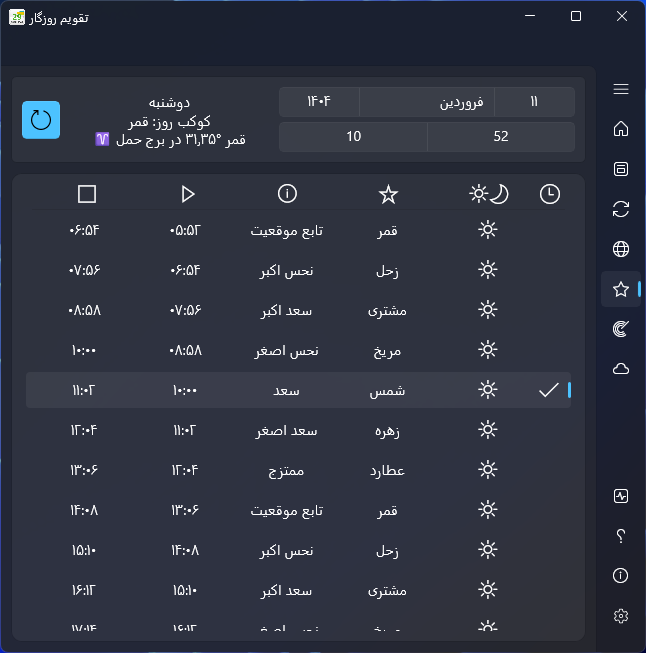 تقویم روزگار
۱۱ فروردین ۱۴۰۴
10 52
دوشنبه
کوکب روز: قمر
قمر ۳۱٫۳۵° در برج حمل ♈
قمر تابع موقعیت ۰۵:۵۲ ۰۶:۵۴
زحل نحس اکبر ۰۶:۵۴ ۰۷:۵۶
مشتری سعد اکبر ۰۷:۵۶ ۰۸:۵۸
مریخ نحس اصغر ۰۸:۵۸ ۱۰:۰۰
شمس سعد ۱۰:۰۰ ۱۱:۰۲
زهره سعد اصغر ۱۱:۰۲ ۱۲:۰۴
عطارد ممتزج ۱۲:۰۴ ۱۳:۰۶
قمر تابع موقعیت ۱۳:۰۶ ۱۴:۰۸
زحل نحس اکبر ۱۴:۰۸ ۱۵:۱۰
مشتری سعد اکبر ۱۵:۱۰ ۱۶:۱۲
مریخ نحس اصغر ۱۶:۱۲ ۱۷:۱۴